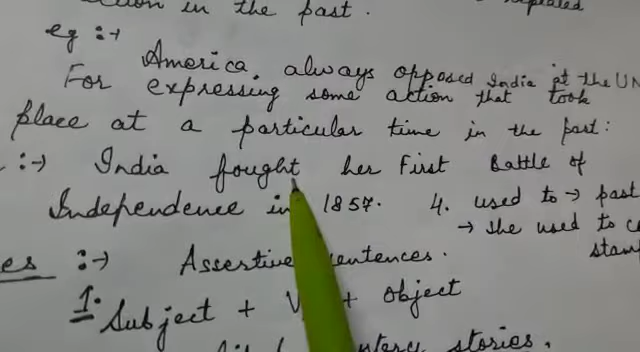 action in the past. repeated
eg :→
America. always opposed India at the UN
For expressing some action that took
place at a particular time in the past:
:→ India fought her First Battle of
Independence in 1857. 4. used to → past
→ she used to
es :→ Assertive sentences.
1. Subject + V + object
stories.